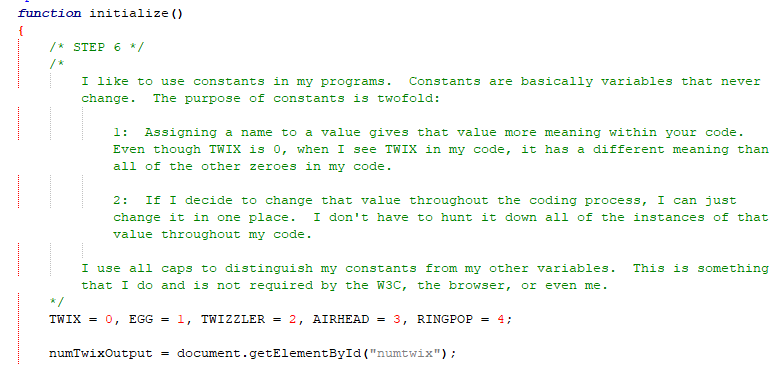 function initialize()
{
/* STEP 6 */
/*
I like to use constants in my programs.  Constants are basically variables that never
change.  The purpose of constants is twofold:
1:  Assigning a name to a value gives that value more meaning within your code.
Even though TWIX is 0, when I see TWIX in my code, it has a different meaning than
all of the other zeroes in my code.
2:  If I decide to change that value throughout the coding process, I can just
change it in one place.  I don't have to hunt it down all of the instances of that
value throughout my code.
I use all caps to distinguish my constants from my other variables.  This is something
that I do and is not required by the W3C, the browser, or even me.
*/
TWIX = 0, EGG = 1, TWIZZLER = 2, AIRHEAD = 3, RINGPOP = 4;
numTwixOutput = document.getElementById("numtwix");